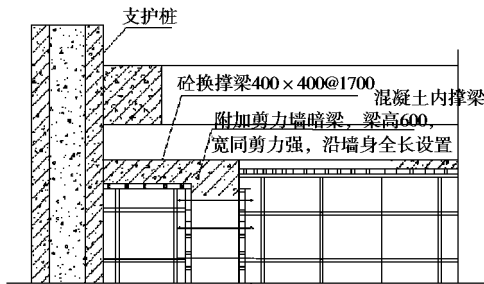 支护桩
砼换撑梁400×400@1700
混凝土内撑梁
附加剪力墙暗梁，梁高600，
宽同剪力强，沿墙身全长设置